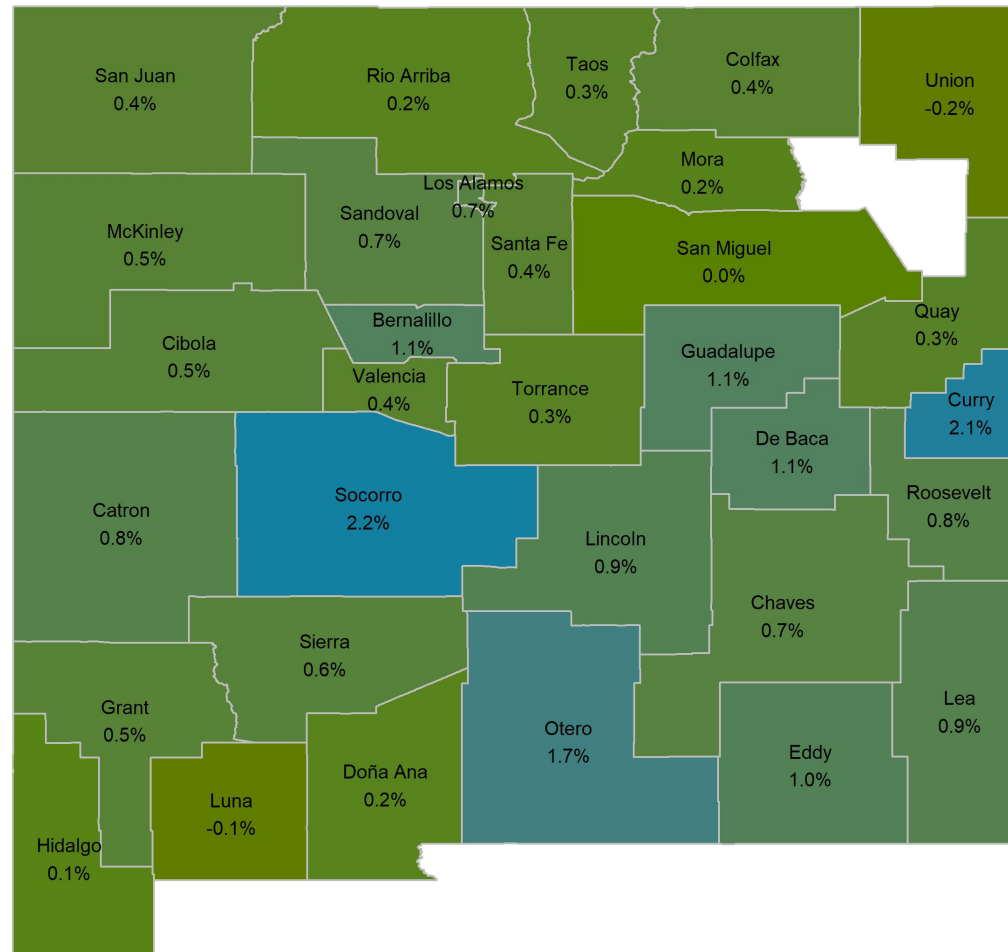 San Juan
0.4%
Rio Arriba
0.2%
Taos
0.3%
Colfax
0.4%
Union
-0.2%
Mora
0.2%
Los Alamos
0.7%
Sandoval
0.7%
McKinley
0.5%
Santa Fe
0.4%
San Miguel
0.0%
Quay
0.3%
Bernalillo
1.1%
Cibola
0.5%
Guadalupe
1.1%
Valencia
0.4%
Torrance
0.3%
Curry
2.1%
De Baca
1.1%
Socorro
2.2%
Roosevelt
0.8%
Catron
0.8%
Lincoln
0.9%
Chaves
0.7%
Sierra
0.6%
Lea
0.9%
Grant
0.5%
Otero
1.7%
Eddy
1.0%
Doña Ana
0.2%
Luna
-0.1%
Hidalgo
0.1%